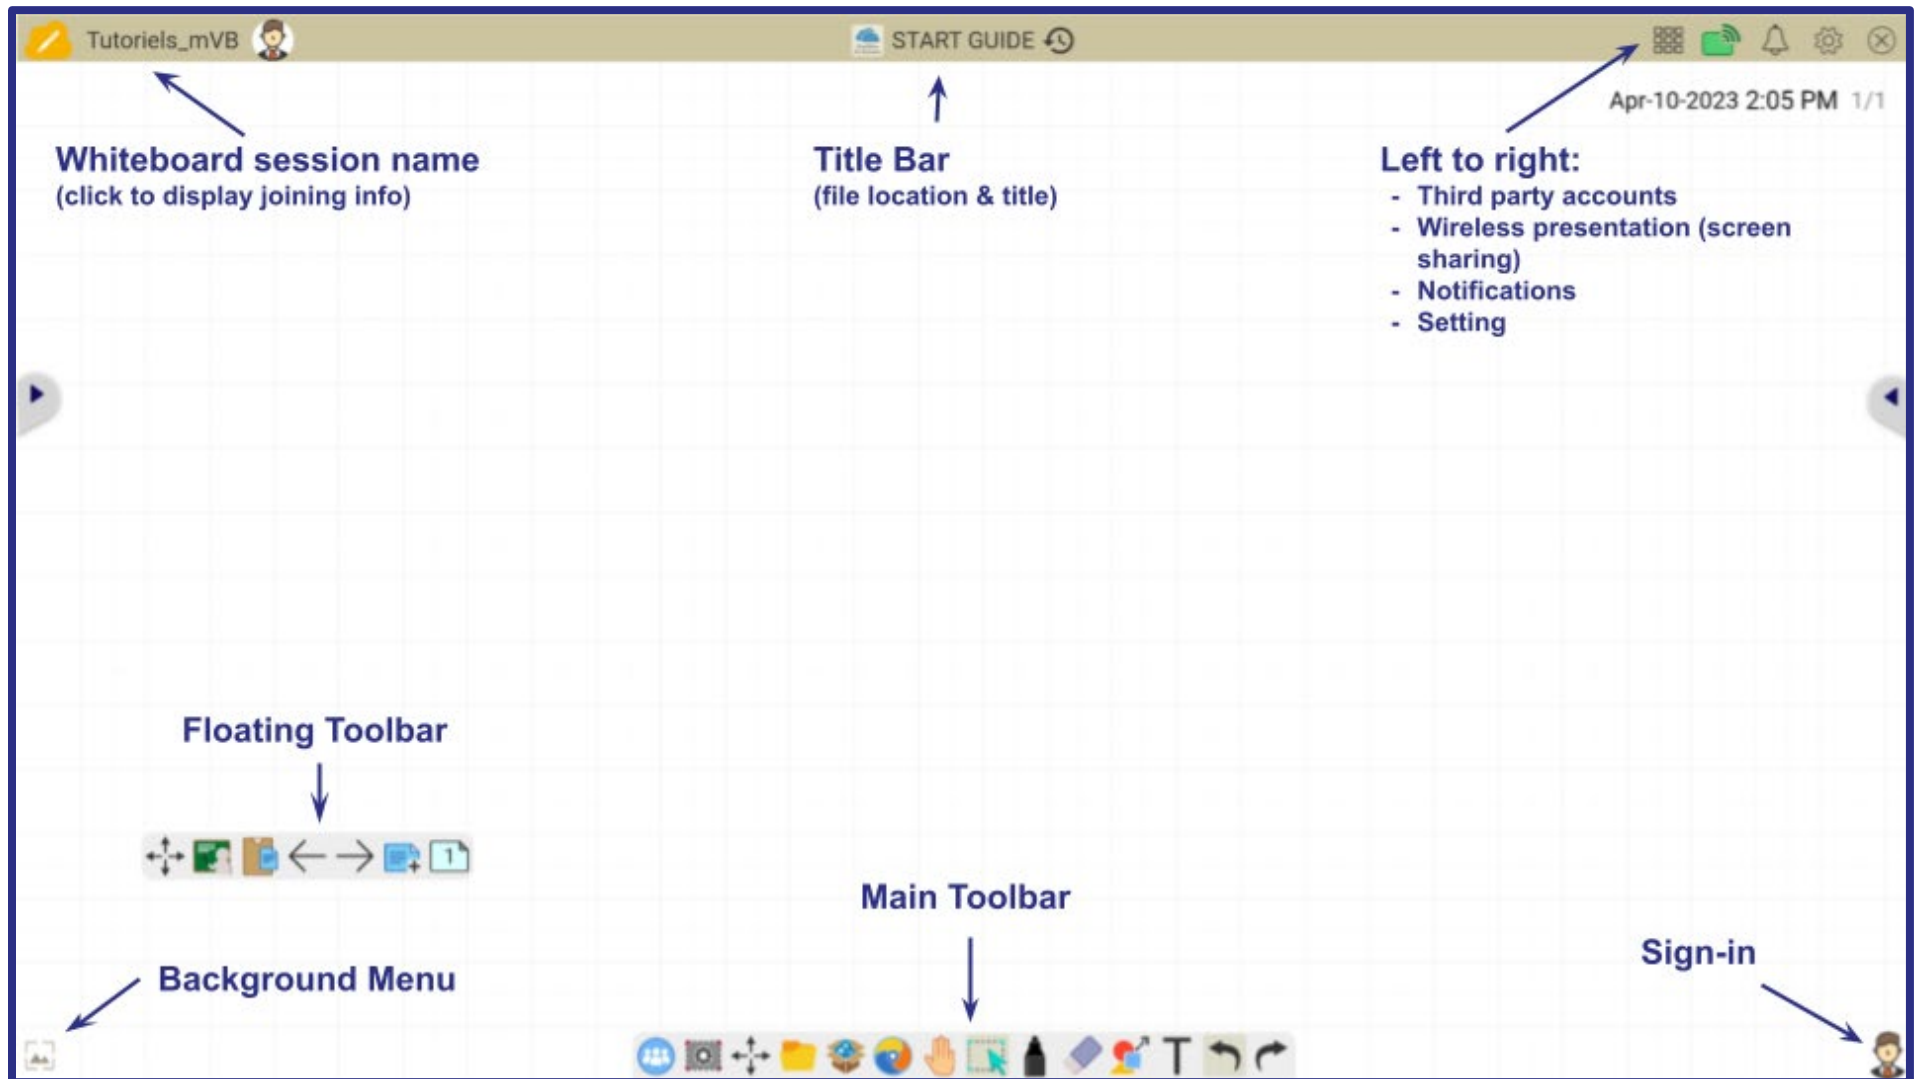 Tutoriels_mVB
START GUIDE
Apr-10-2023 2:05 PM 1/1
Whiteboard session name
(click to display joining info)
Title Bar
(file location & title)
Left to right:
- Third party accounts
- Wireless presentation (screen
sharing)
- Notifications
- Setting
Floating Toolbar
1
Main Toolbar
Background Menu
Sign-in
T